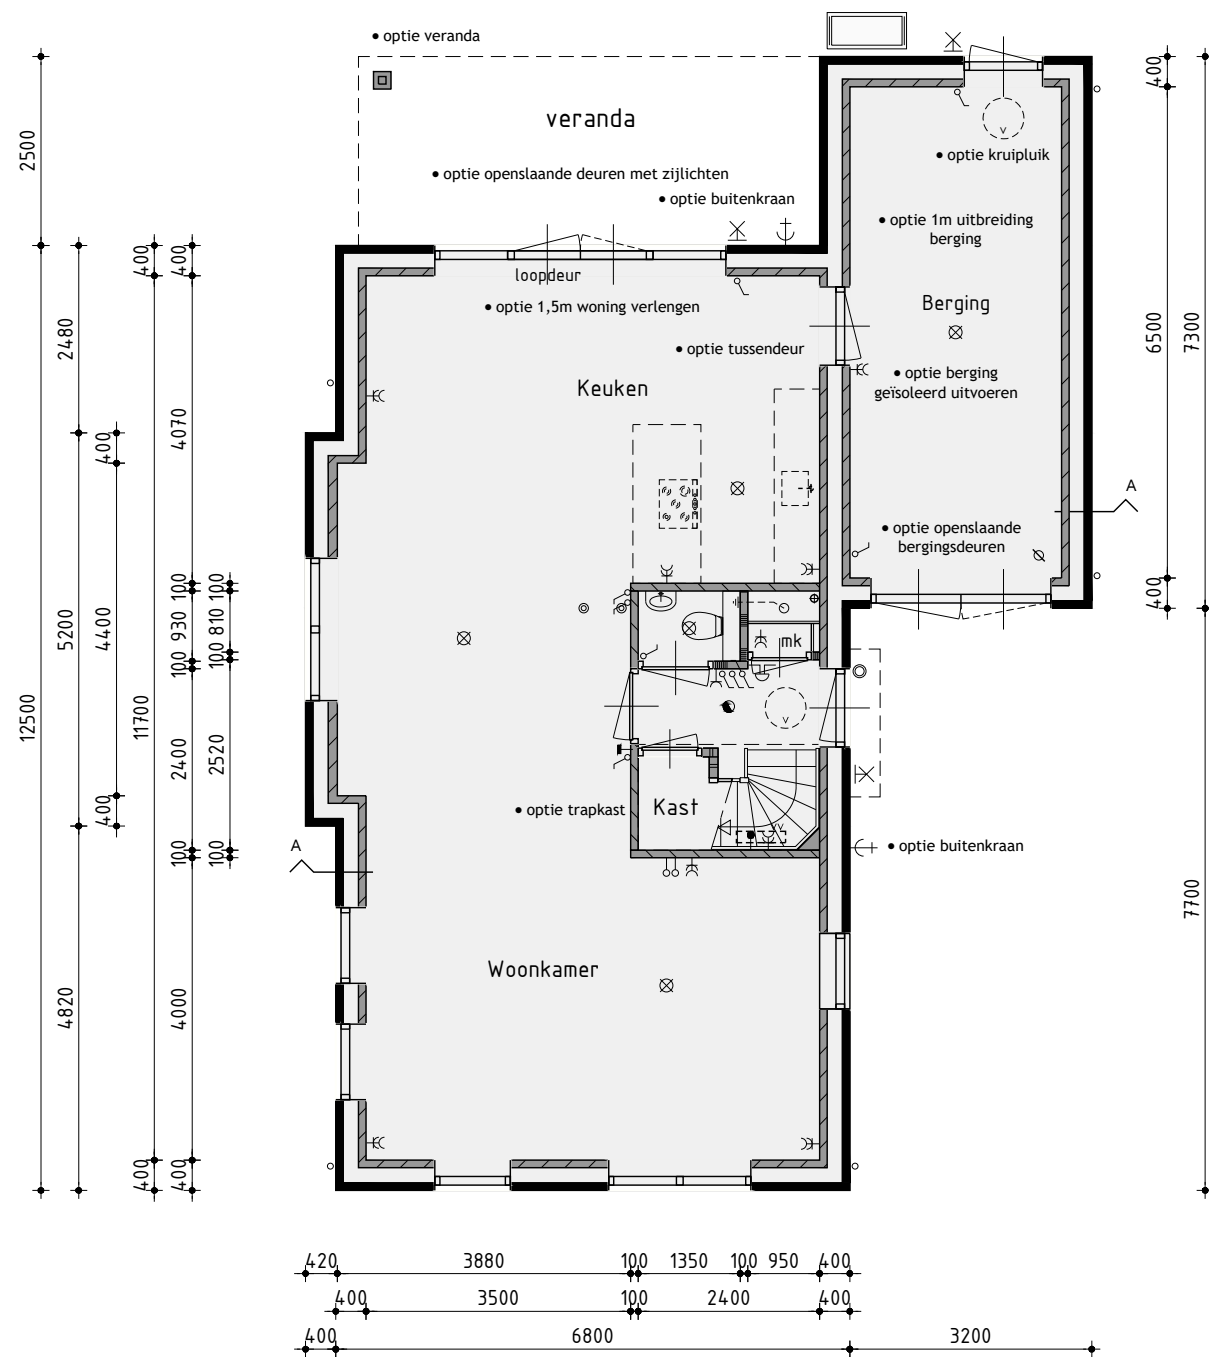 • optie veranda
veranda
• optie openslaande deuren met zijlichten
• optie buitenkraan
loopdeur
• optie 1,5m woning verlengen
• optie tussendeur
Keuken
• optie kruipluik
V
• optie 1m uitbreiding
berging
Berging
• optie berging
geïsoleerd uitvoeren
• optie openslaande
bergingsdeuren
A
mk
V
Kast
VV
• optie trapkast
• optie buitenkraan
A
Woonkamer
2500
12500
2480
5200
4820
400
4400
400
400
11700
400
400
4070
100
930
100
2400
100
4000
400
100
810
100
2520
100
400
6500
400
7300
7700
420
3880
100
1350
100
950
400
400
3500
100
2400
400
400
6800
3200